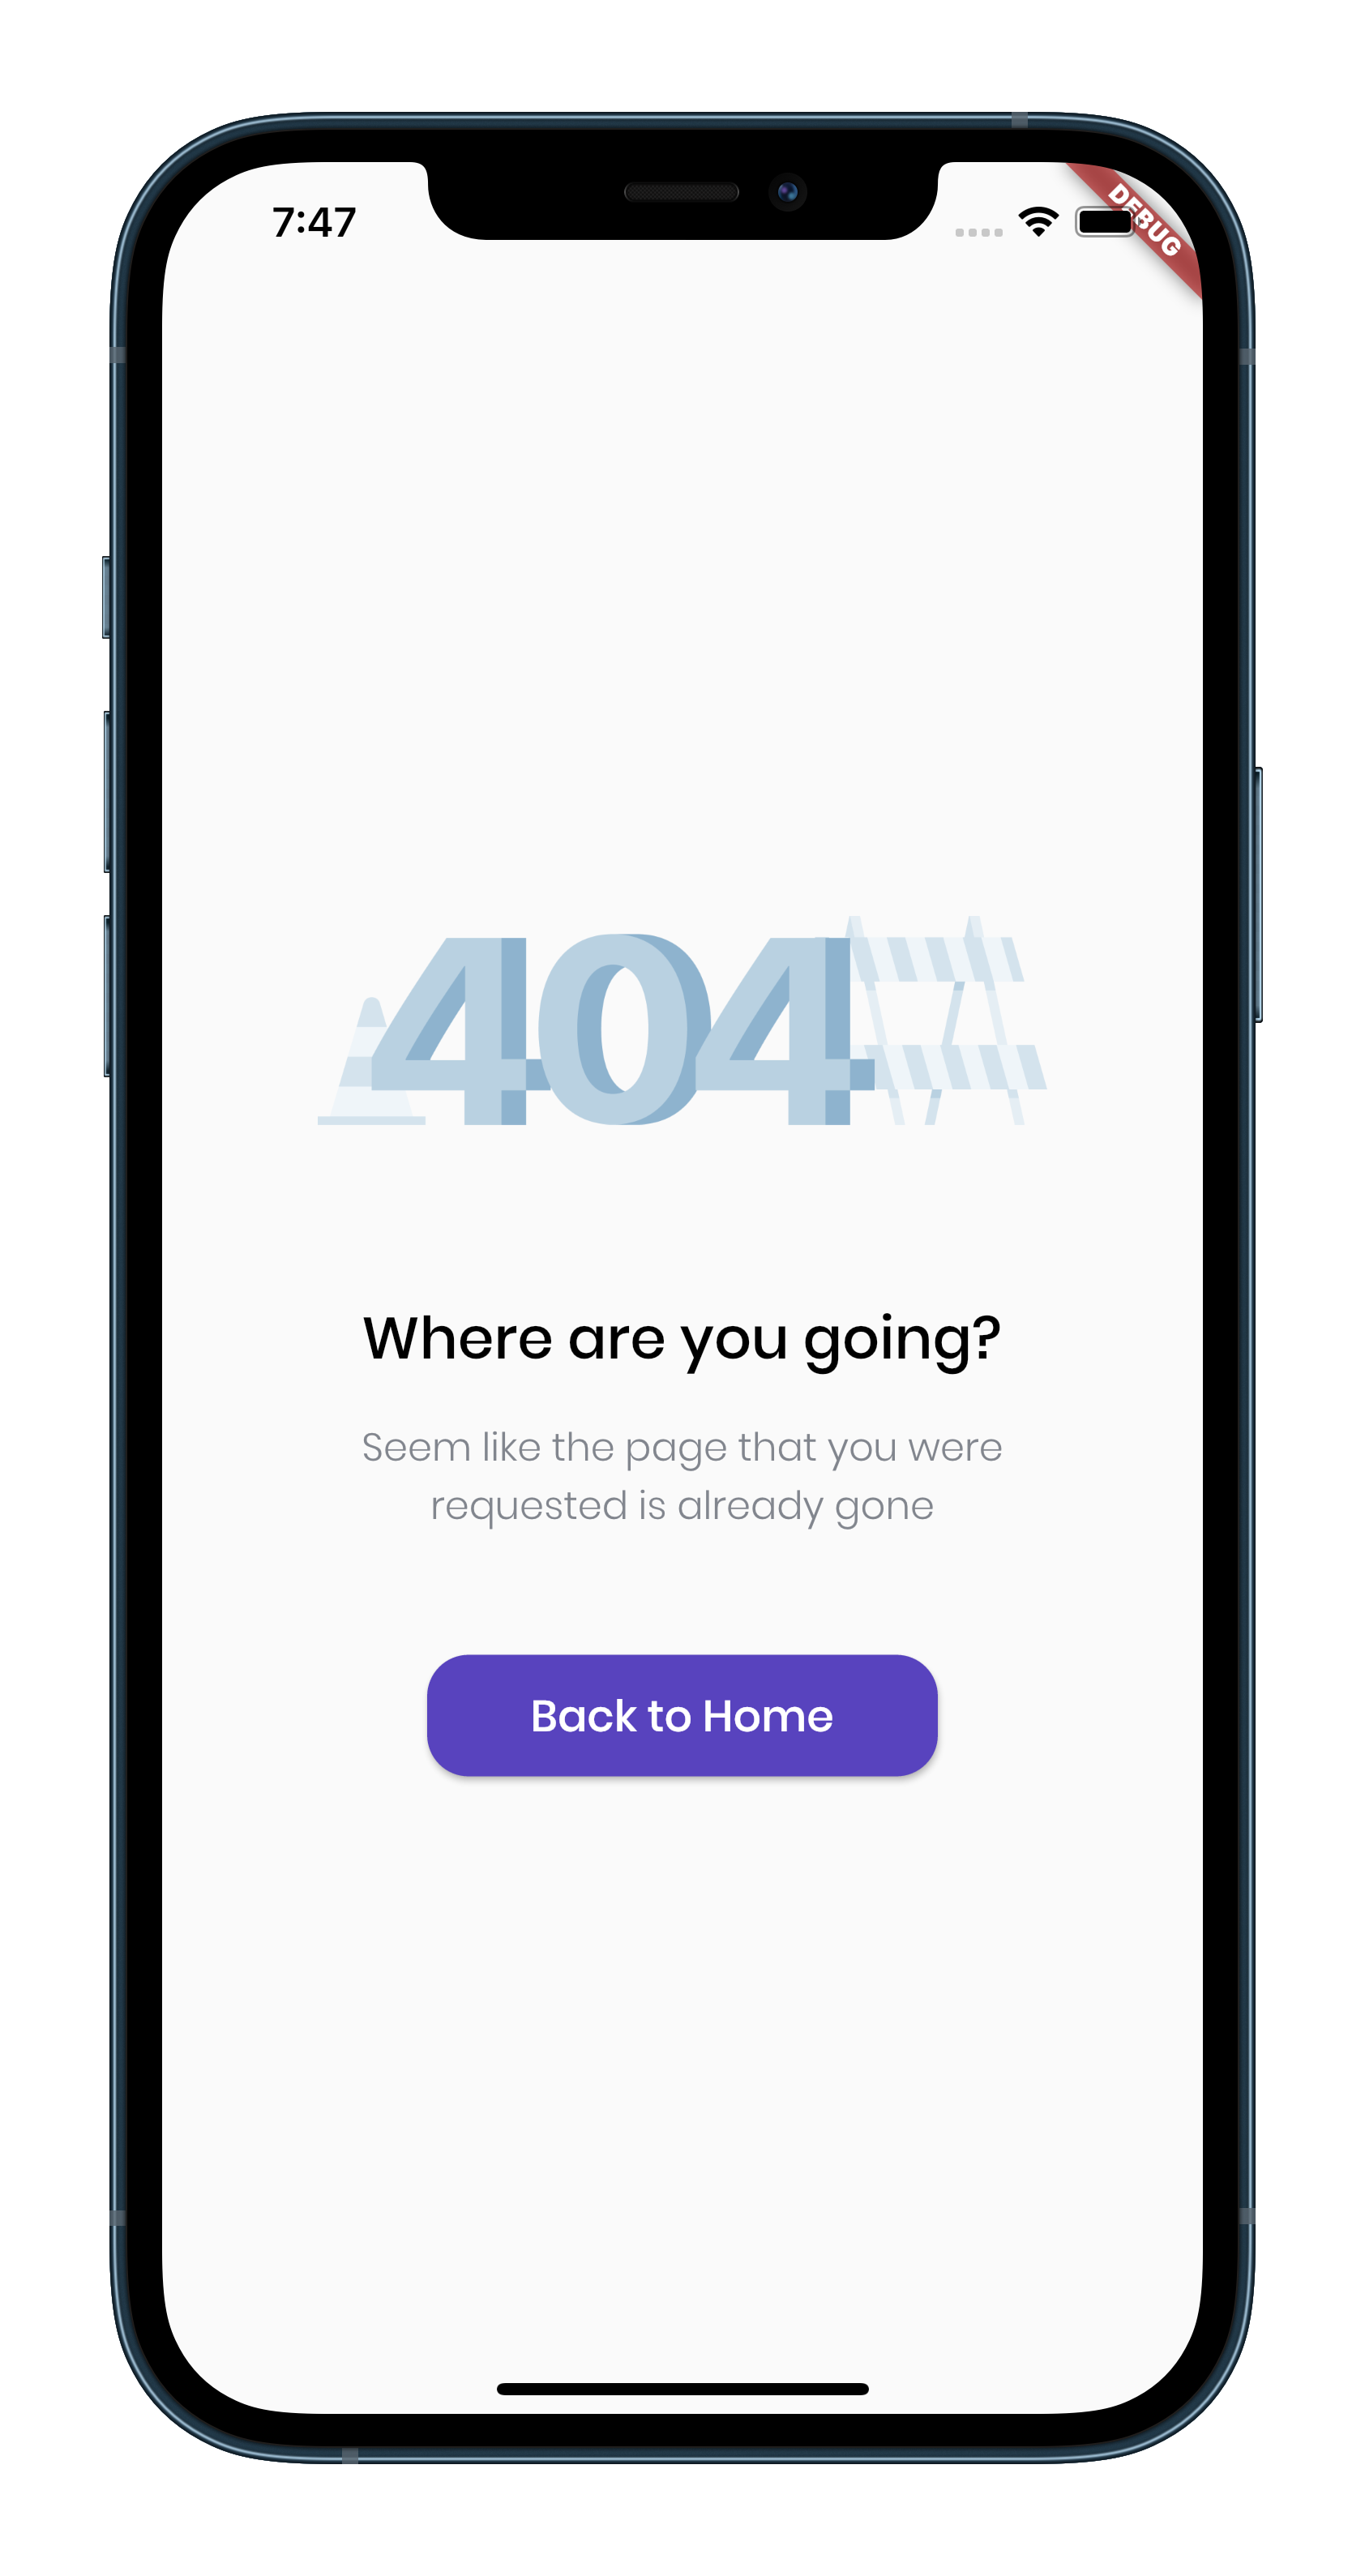 7:47
DEBUG
404
Where are you going?
Seem like the page that you were
requested is already gone
Back to Home